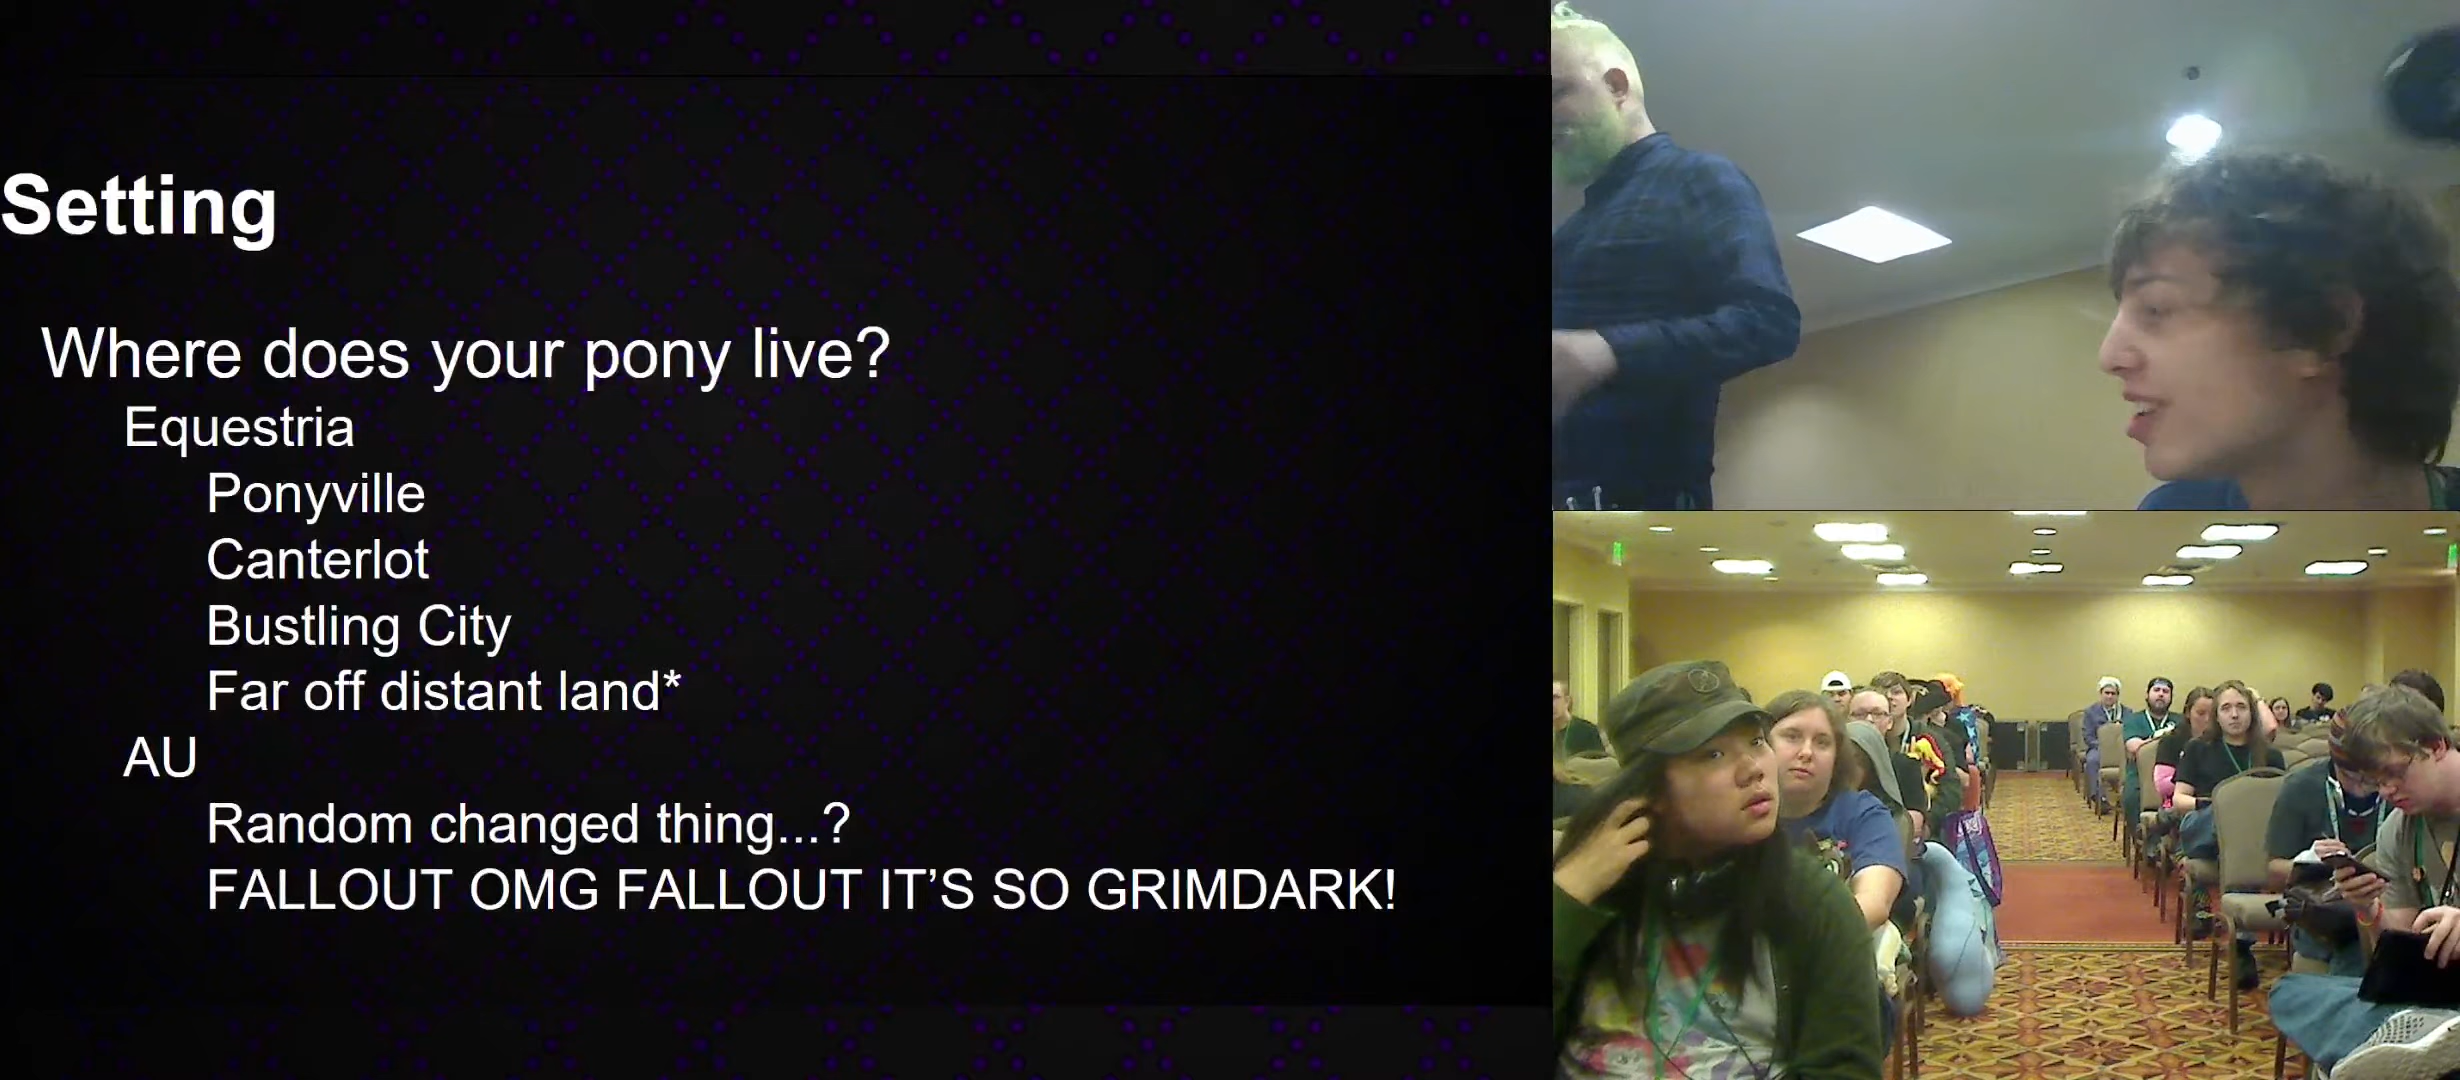 Setting
Where does your pony live?
Equestria
Ponyville
Canterlot
Bustling City
Far off distant land*
AU
Random changed thing...?
FALLOUT OMG FALLOUT IT’S SO GRIMDARK!